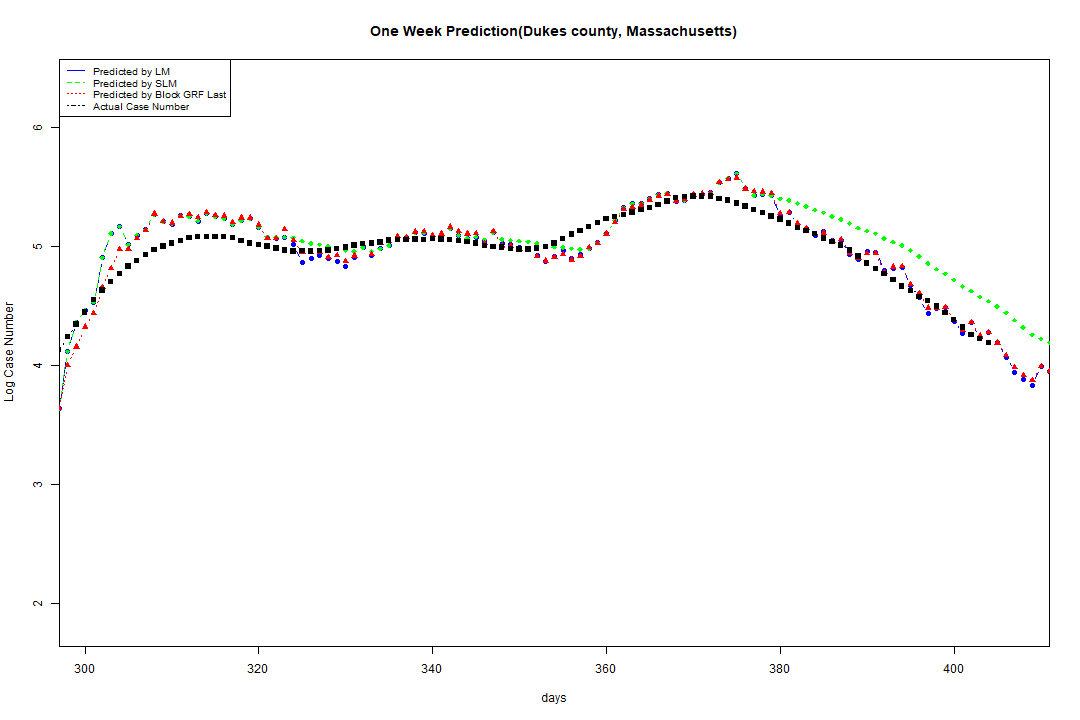 One Week Prediction(Dukes county, Massachusetts)
Predicted by LM
Predicted by SLM
Predicted by Block GRF Last
Actual Case Number
6
5
4
3
2
Log Case Number
300 320 340 360 380 400
days